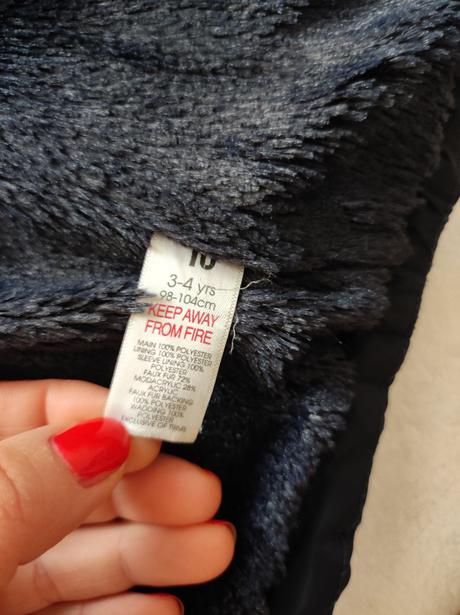 3-4 yrs
98-104cm
KEEP AWAY
FROM FIRE
MAIN 100% POLYESTER
LINING 100% POLYESTER
SLEEVE LINING 100%
POLYESTER
FAUX FUR 72%
MODACRYLIC 28%
ACRYLIC
FAUX FUR BACKING
100% POLYESTER
WADDING 100%
POLYESTER
EXCLUSIVE OF TRIMS